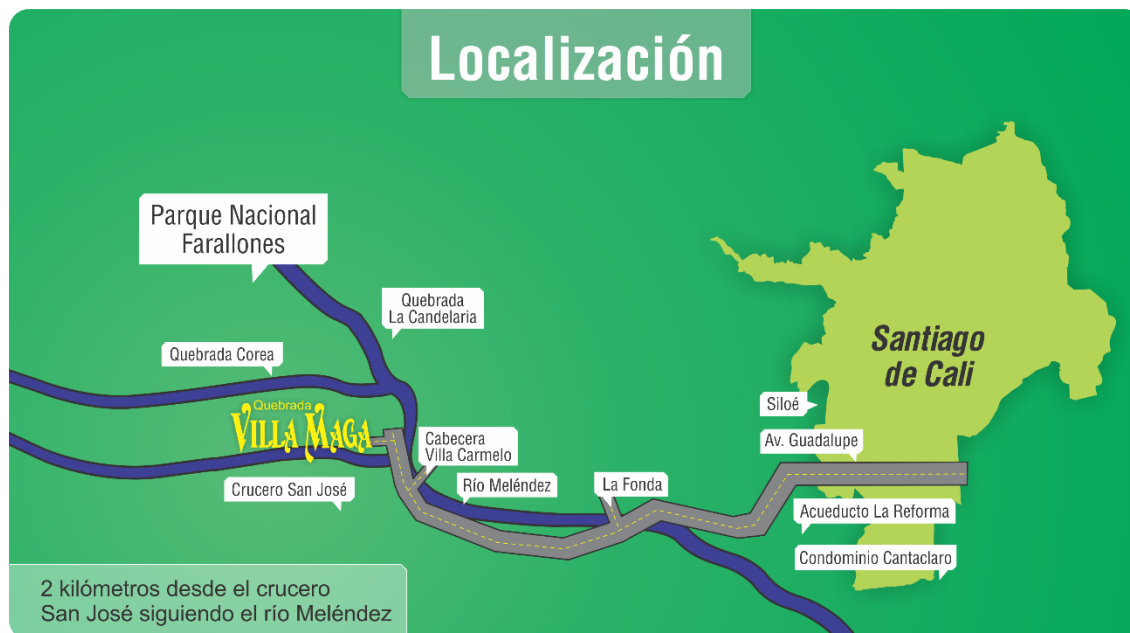 Localización
Parque Nacional
Farallones
Quebrada
La Candelaria
Quebrada Corea
Quebrada
VILLA MAGA
Crucero San José
Cabecera
Villa Carmelo
Río Meléndez
La Fonda
Santiago
de Cali
Siloé
Av. Guadalupe
Acueducto La Reforma
Condominio Cantaclaro
2 kilómetros desde el crucero
San José siguiendo el río Meléndez